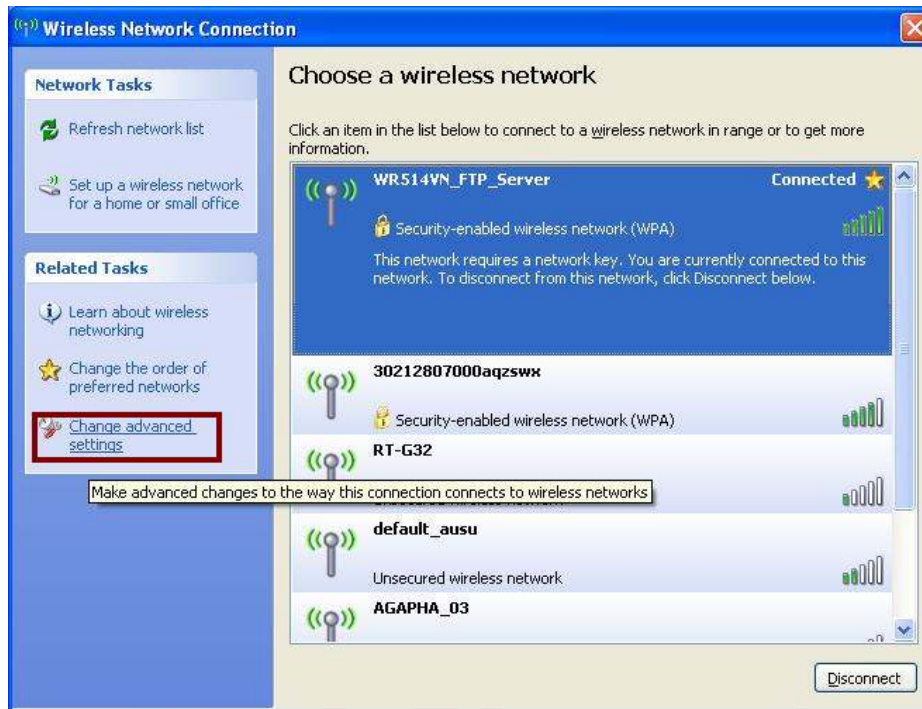 Wireless Network Connection
Network Tasks
Refresh network list
Set up a wireless network
for a home or small office
Related Tasks
Learn about wireless
networking
Change the order of
preferred networks
Change advanced
settings
Choose a wireless network
Click an item in the list below to connect to a wireless network in range or to get more
information.
WR514VN_FTP_Server
Connected
Security-enabled wireless network (WPA)
This network requires a network key. You are currently connected to this
network. To disconnect from this network, click Disconnect below.
30212807000aqzswx
Security-enabled wireless network (WPA)
RT-G32
Make advanced changes to the way this connection connects to wireless networks
default_ausu
Unsecured wireless network
AGAPHA_03
Disconnect